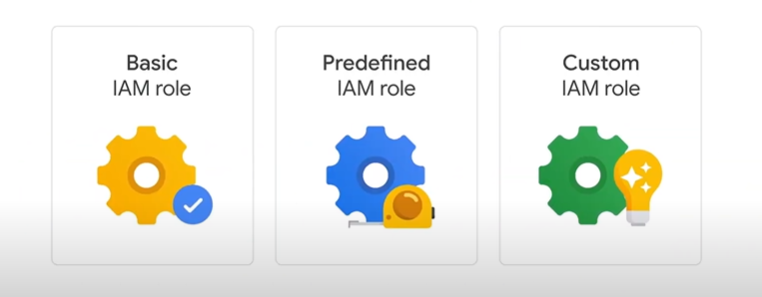 Basic
IAM role
Predefined
IAM role
Custom
IAM role